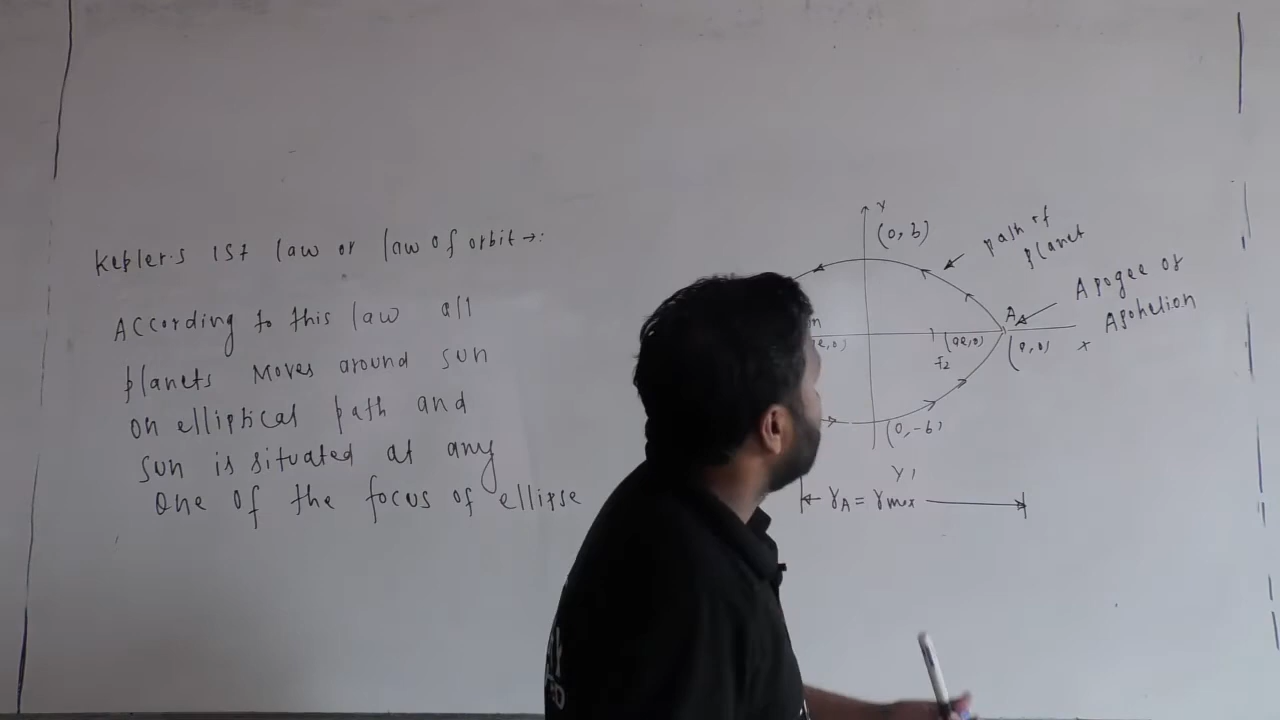 Kepler's 1st law or law of orbit →:
According to this law all
planets moves around sun
on elliptical path and
sun is situated at any
one of the focus of ellipse
Y
(0, b)
path of
planet
Apogee or
Aphelion
A
(ae,0)
F2
(a,0)
x
(0, -b)
Y'
rA = rmax